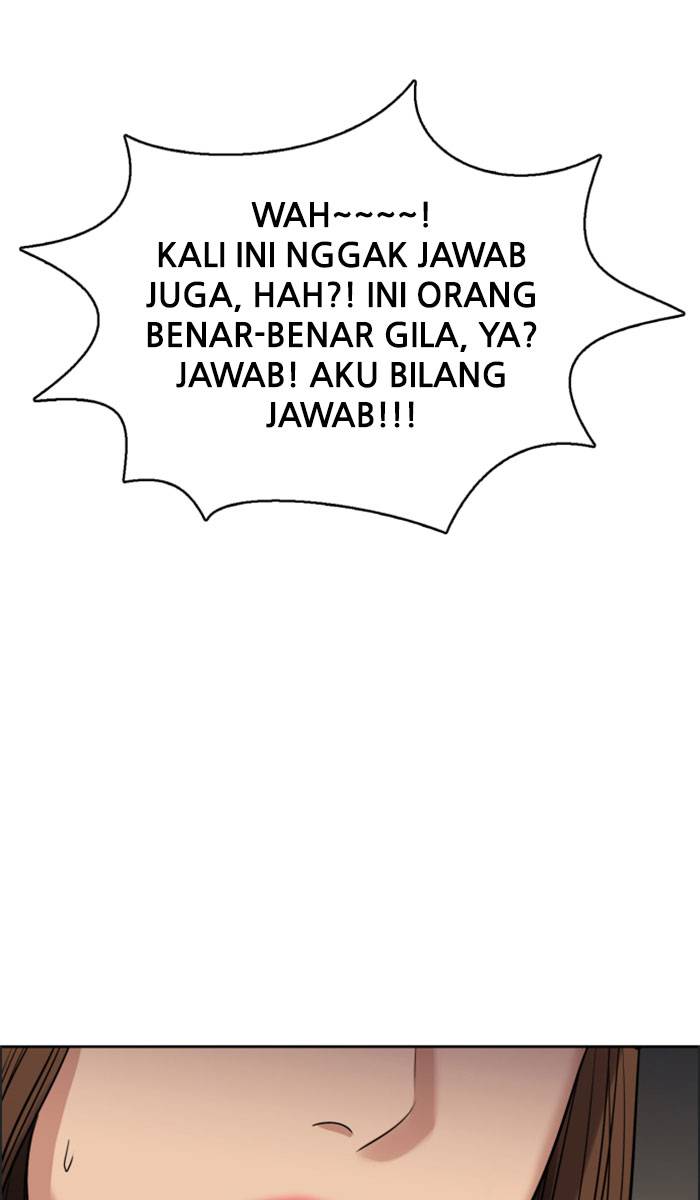 WAH~~~~!
KALI INI NGGAK JAWAB
JUGA, HAH?! INI ORANG
BENAR-BENAR GILA, YA?
JAWAB! AKU BILANG
JAWAB!!!